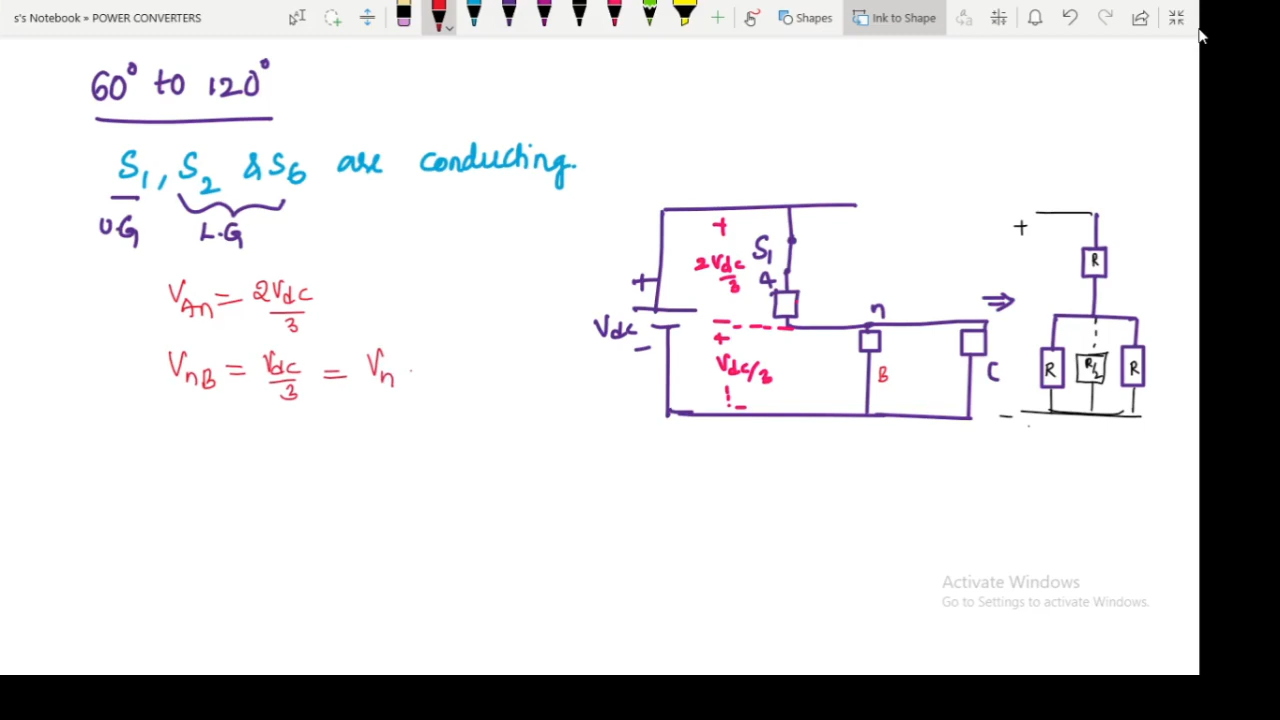 s's Notebook » POWER CONVERTERS
Shapes
Ink to Shape
60° to 120°
S1, S2 & S6 are conducting.
U.G
L.G
VAn = 2Vdc/3
VnB = Vdc/3 = Vn
+
2Vdc/3
S1
A
+
Vdc
-
n
+
Vdc/3
-
B
C
⇒
+
R
R
R/2
R
-
Activate Windows
Go to Settings to activate Windows.